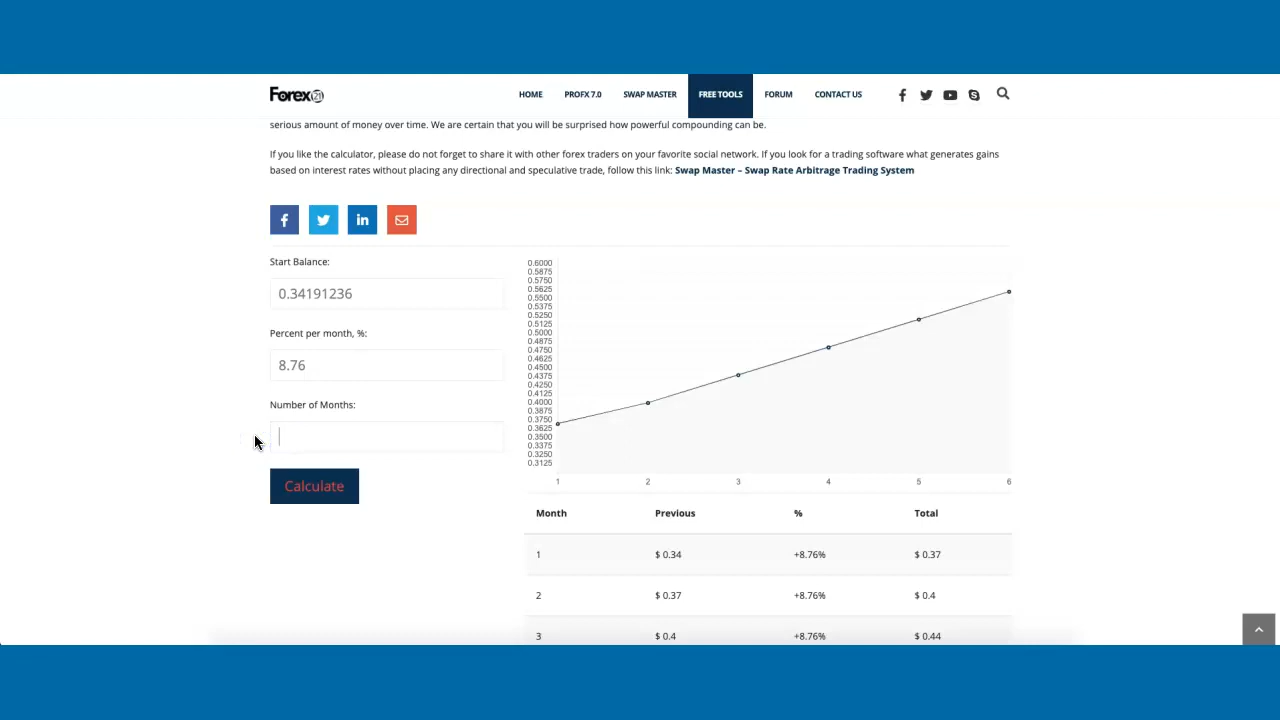 Forex21
HOME PROFX 7.0 SWAP MASTER FREE TOOLS FORUM CONTACT US
serious amount of money over time. We are certain that you will be surprised how powerful compounding can be.
If you like the calculator, please do not forget to share it with other forex traders on your favorite social network. If you look for a trading software what generates gains
based on interest rates without placing any directional and speculative trade, follow this link: Swap Master – Swap Rate Arbitrage Trading System
Start Balance:
0.34191236
Percent per month, %:
8.76
Number of Months:
Calculate
0.6000
0.5875
0.5750
0.5625
0.5500
0.5375
0.5250
0.5125
0.5000
0.4875
0.4750
0.4625
0.4500
0.4375
0.4250
0.4125
0.4000
0.3875
0.3750
0.3625
0.3500
0.3375
0.3250
0.3125
1 2 3 4 5 6
Month Previous % Total
1 $ 0.34 +8.76% $ 0.37
2 $ 0.37 +8.76% $ 0.4
3 $ 0.4 +8.76% $ 0.44